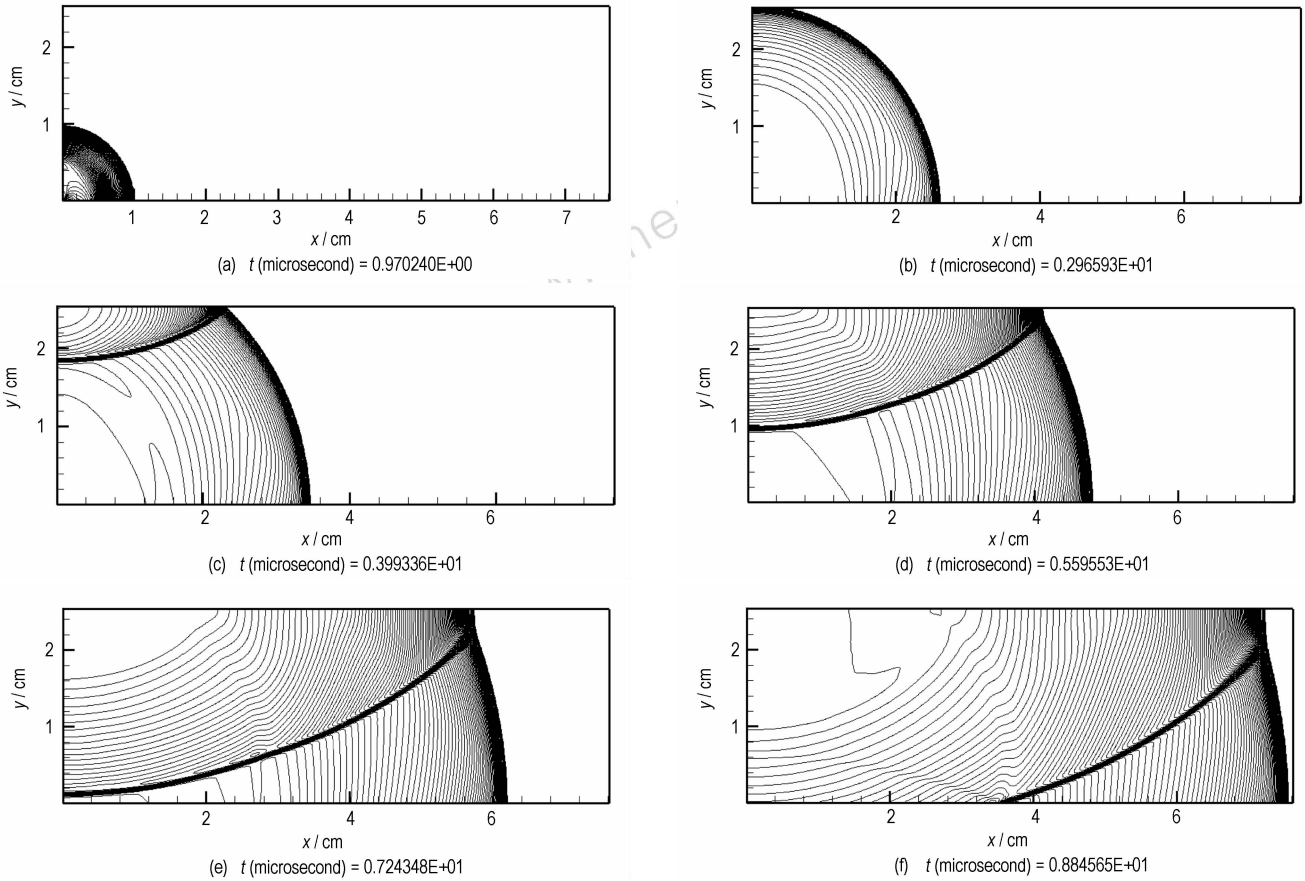 y / cm
2
1
1 2 3 4 5 6 7
x / cm
(a) t (microsecond) = 0.970240E+00
y / cm
2
1
2 4 6
x / cm
(b) t (microsecond) = 0.296593E+01
y / cm
2
1
2 4 6
x / cm
(c) t (microsecond) = 0.399336E+01
y / cm
2
1
2 4 6
x / cm
(d) t (microsecond) = 0.559553E+01
y / cm
2
1
2 4 6
x / cm
(e) t (microsecond) = 0.724348E+01
y / cm
2
1
2 4 6
x / cm
(f) t (microsecond) = 0.884565E+01